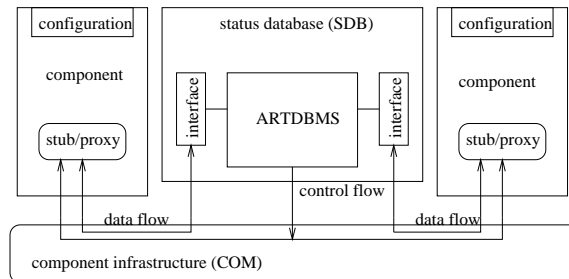 configuration
status database (SDB)
configuration
component
component
interface
ARTDBMS
interface
stub/proxy
stub/proxy
control flow
data flow
data flow
component infrastructure (COM)